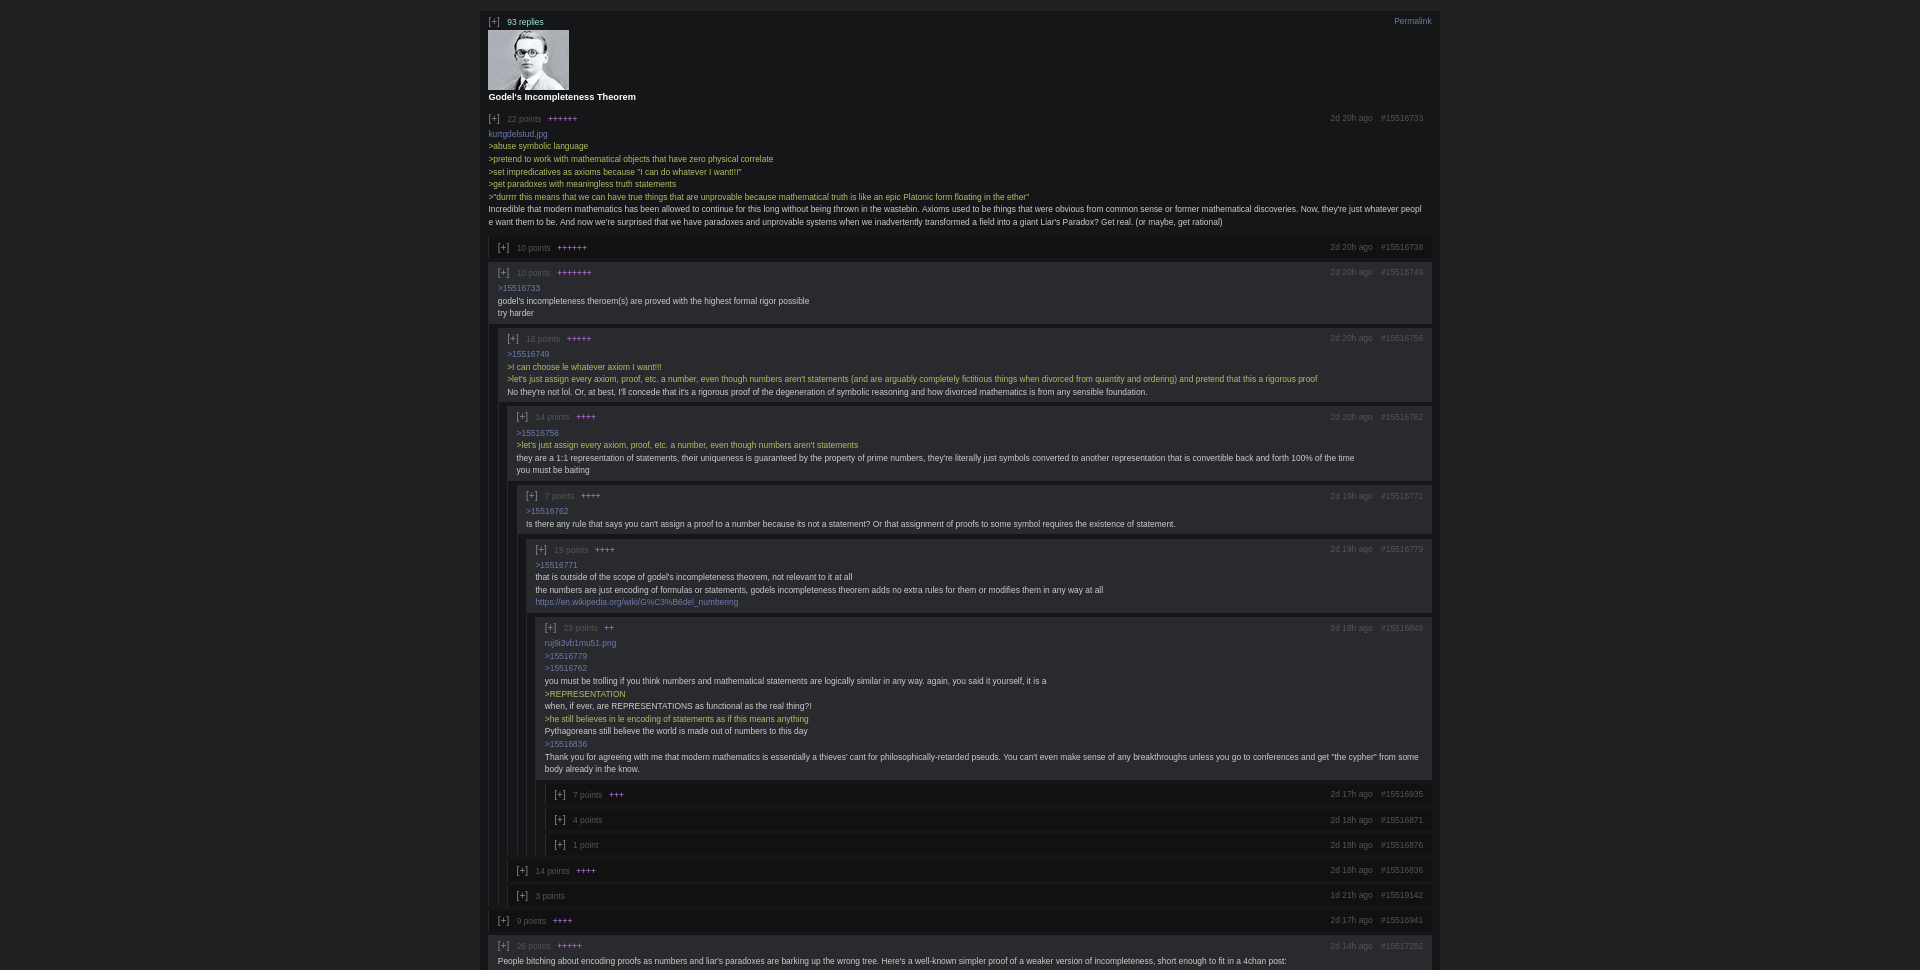 [+] 93 replies Permalink
Godel's Incompleteness Theorem
[+] 22 points ++++++ 2d 20h ago #15516733
kurtgdelstud.jpg
>abuse symbolic language
>pretend to work with mathematical objects that have zero physical correlate
>set impredicatives as axioms because "I can do whatever I want!!!"
>get paradoxes with meaningless truth statements
>"durrrr this means that we can have true things that are unprovable because mathematical truth is like an epic Platonic form floating in the ether"
Incredible that modern mathematics has been allowed to continue for this long without being thrown in the wastebin. Axioms used to be things that were obvious from common sense or former mathematical discoveries. Now, they're just whatever peopl
e want them to be. And now we're surprised that we have paradoxes and unprovable systems when we inadvertently transformed a field into a giant Liar's Paradox? Get real. (or maybe, get rational)
[+] 10 points ++++++ 2d 20h ago #15516738
[+] 10 points +++++++ 2d 20h ago #15516749
>15516733
godel's incompleteness theroem(s) are proved with the highest formal rigor possible
try harder
[+] 18 points +++++ 2d 20h ago #15516756
>15516749
>I can choose le whatever axiom I want!!!
>let's just assign every axiom, proof, etc. a number, even though numbers aren't statements (and are arguably completely fictitious things when divorced from quantity and ordering) and pretend that this a rigorous proof
No they're not lol. Or, at best, I'll concede that it's a rigorous proof of the degeneration of symbolic reasoning and how divorced mathematics is from any sensible foundation.
[+] 14 points ++++ 2d 20h ago #15516762
>15516756
>let's just assign every axiom, proof, etc. a number, even though numbers aren't statements
they are a 1:1 representation of statements, their uniqueness is guaranteed by the property of prime numbers, they're literally just symbols converted to another representation that is convertible back and forth 100% of the time
you must be baiting
[+] 7 points ++++ 2d 19h ago #15516771
>15516762
Is there any rule that says you can't assign a proof to a number because its not a statement? Or that assignment of proofs to some symbol requires the existence of statement.
[+] 15 points ++++ 2d 19h ago #15516779
>15516771
that is outside of the scope of godel's incompleteness theorem, not relevant to it at all
the numbers are just encoding of formulas or statements, godels incompleteness theorem adds no extra rules for them or modifies them in any way at all
https://en.wikipedia.org/wiki/G%C3%B6del_numbering
[+] 23 points ++ 2d 18h ago #15516849
ruj9i3vb1mu51.png
>15516779
>15516762
you must be trolling if you think numbers and mathematical statements are logically similar in any way. again, you said it yourself, it is a
>REPRESENTATION
when, if ever, are REPRESENTATIONS as functional as the real thing?!
>he still believes in le encoding of statements as if this means anything
Pythagoreans still believe the world is made out of numbers to this day
>15516836
Thank you for agreeing with me that modern mathematics is essentially a thieves' cant for philosophically-retarded pseuds. You can't even make sense of any breakthroughs unless you go to conferences and get "the cypher" from some
body already in the know.
[+] 7 points +++ 2d 17h ago #15516935
[+] 4 points 2d 18h ago #15516871
[+] 1 point 2d 18h ago #15516876
[+] 14 points ++++ 2d 18h ago #15516836
[+] 3 points 1d 21h ago #15519142
[+] 9 points ++++ 2d 17h ago #15516941
[+] 26 points +++++ 2d 14h ago #15517282
People bitching about encoding proofs as numbers and liar's paradoxes are barking up the wrong tree. Here's a well-known simpler proof of a weaker version of incompleteness, short enough to fit in a 4chan post: